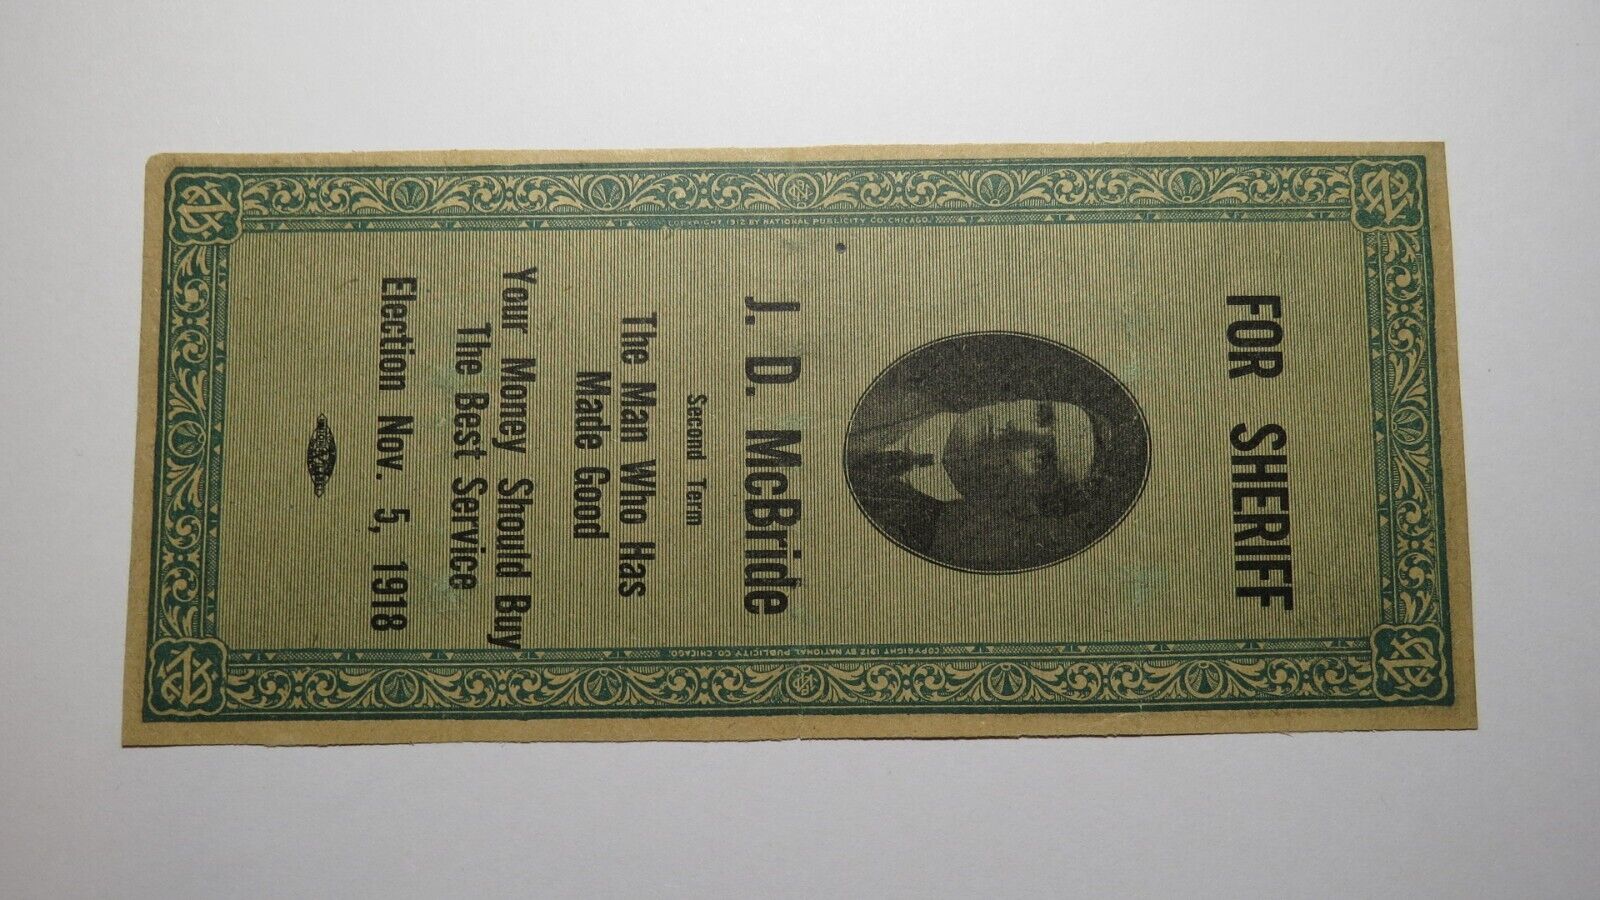 FOR SHERIFF
J. D. McBride
Second Term
The Man Who Has
Made Good
Your Money Should Buy
The Best Service
Election Nov. 5, 1918
COPYRIGHT 1912 BY NATIONAL PUBLICITY CO. CHICAGO.
COPYRIGHT 1912 BY NATIONAL PUBLICITY CO. CHICAGO.